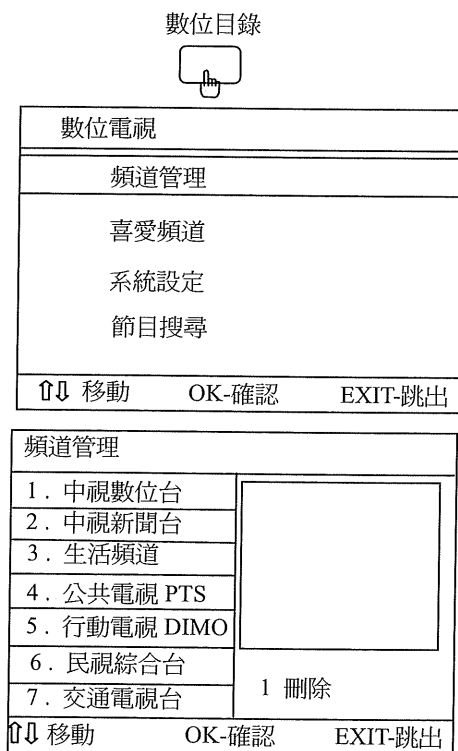 數位目錄
數位電視
頻道管理
喜愛頻道
系統設定
節目搜尋
⇧⇩ 移動 OK-確認 EXIT-跳出
頻道管理
1 . 中視數位台
2 . 中視新聞台
3 . 生活頻道
4 . 公共電視 PTS
5 . 行動電視 DIMO
6 . 民視綜合台
7 . 交通電視台
1 刪除
⇧⇩ 移動 OK-確認 EXIT-跳出